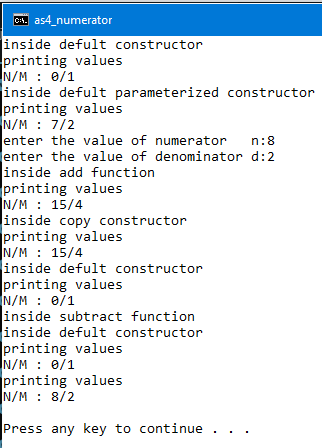 as4_numerator
inside defult constructor
printing values
N/M : 0/1
inside defult parameterized constructor
printing values
N/M : 7/2
enter the value of numerator   n:8
enter the value of denominator d:2
inside add function
printing values
N/M : 15/4
inside copy constructor
printing values
N/M : 15/4
inside defult constructor
printing values
N/M : 0/1
inside subtract function
inside defult constructor
printing values
N/M : 0/1
printing values
N/M : 8/2
Press any key to continue . . .